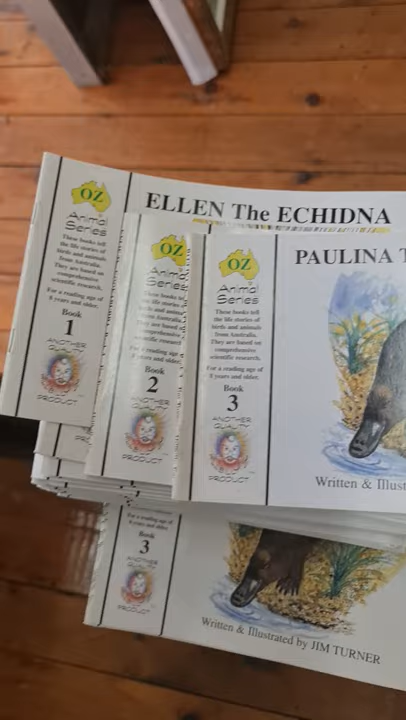 OZ
Animal
Series
These books tell
the life stories of
birds and animals
from Australia.
They are based on
comprehensive
scientific research.
For a reading age of
8 years and older.
Book
1
ANOTHER
QUALITY
PRODUCT
ELLEN The ECHIDNA
OZ
Animal
Series
These books
the life stories
birds and
from Australia.
They are based
scientific research
For a reading age of
8 years and older.
Book
2
ANOTHER
QUALITY
PRODUCT
OZ
Animal
Series
These books tell
the life stories of
birds and animals
from Australia.
They are based on
comprehensive
scientific research.
For a reading age of
8 years and older.
Book
3
ANOTHER
QUALITY
PRODUCT
PAULINA
Written &
For a reading age of
8 years and older.
Book
3
ANOTHER
QUALITY
PRODUCT
Written & Illustrated by JIM TURNER